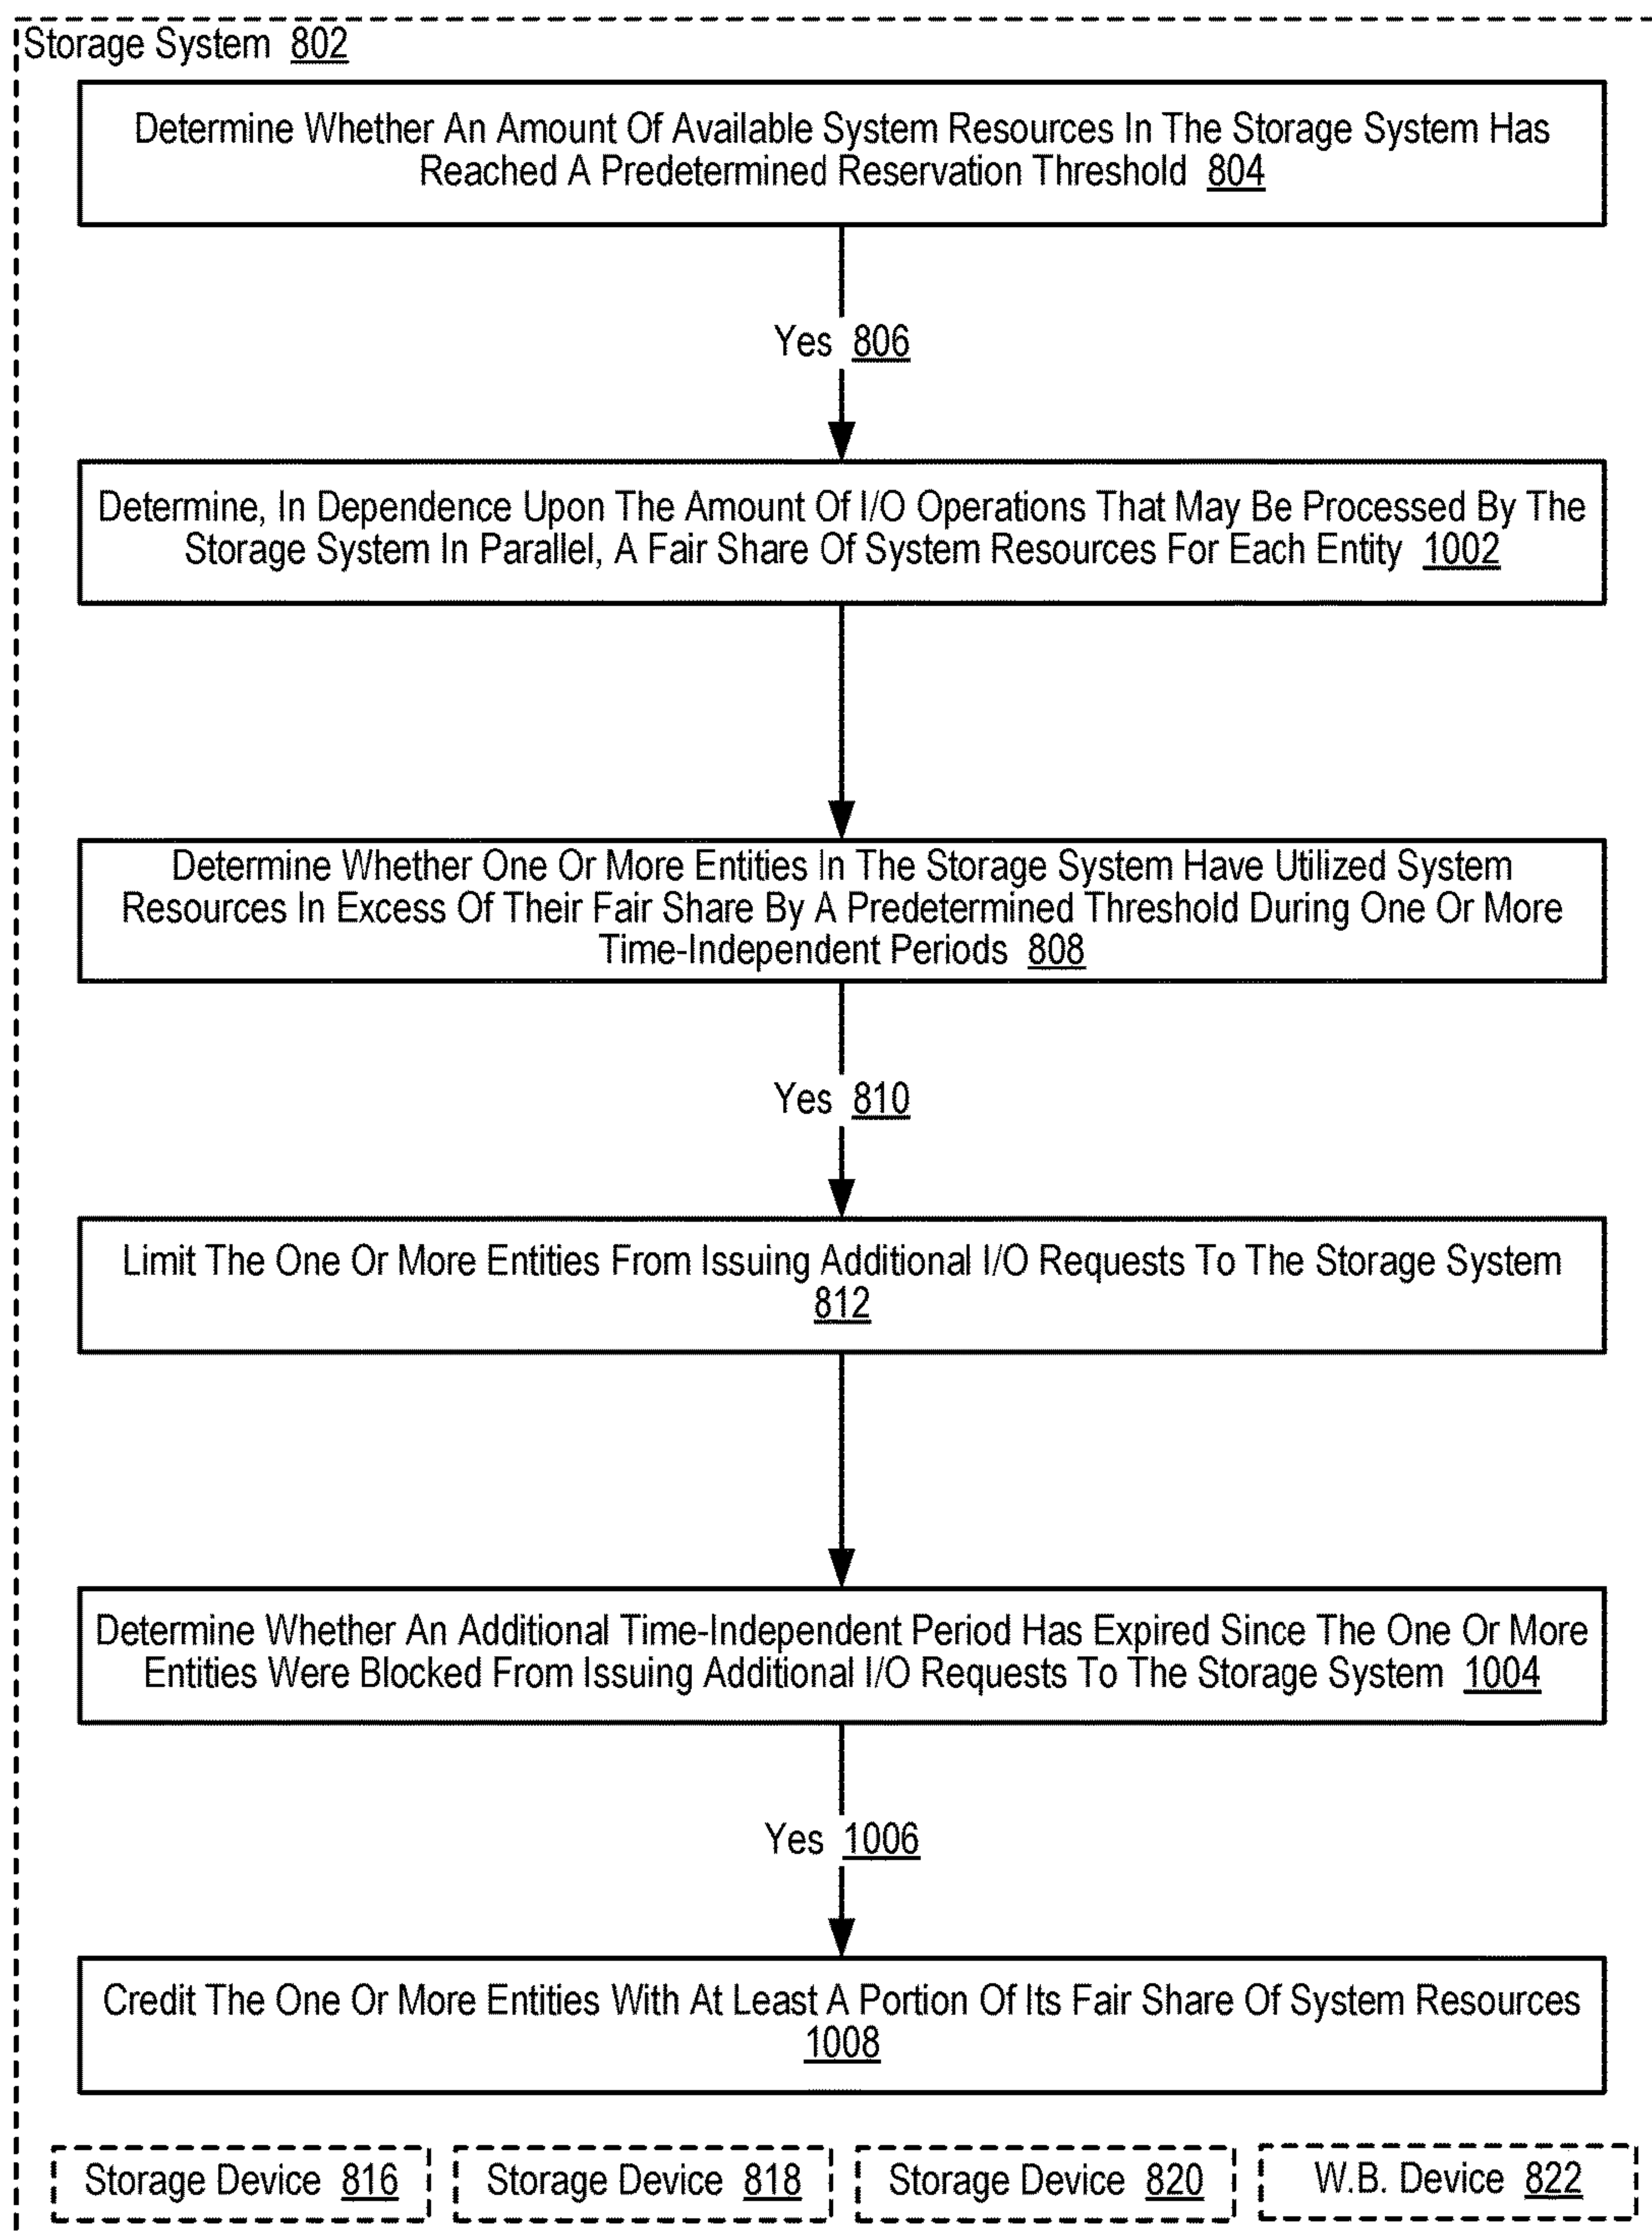 Storage System 802
Determine Whether An Amount Of Available System Resources In The Storage System Has
Reached A Predetermined Reservation Threshold 804
Yes 806
Determine, In Dependence Upon The Amount Of I/O Operations That May Be Processed By The
Storage System In Parallel, A Fair Share Of System Resources For Each Entity 1002
Determine Whether One Or More Entities In The Storage System Have Utilized System
Resources In Excess Of Their Fair Share By A Predetermined Threshold During One Or More
Time-Independent Periods 808
Yes 810
Limit The One Or More Entities From Issuing Additional I/O Requests To The Storage System
812
Determine Whether An Additional Time-Independent Period Has Expired Since The One Or More
Entities Were Blocked From Issuing Additional I/O Requests To The Storage System 1004
Yes 1006
Credit The One Or More Entities With At Least A Portion Of Its Fair Share Of System Resources
1008
Storage Device 816
Storage Device 818
Storage Device 820
W.B. Device 822